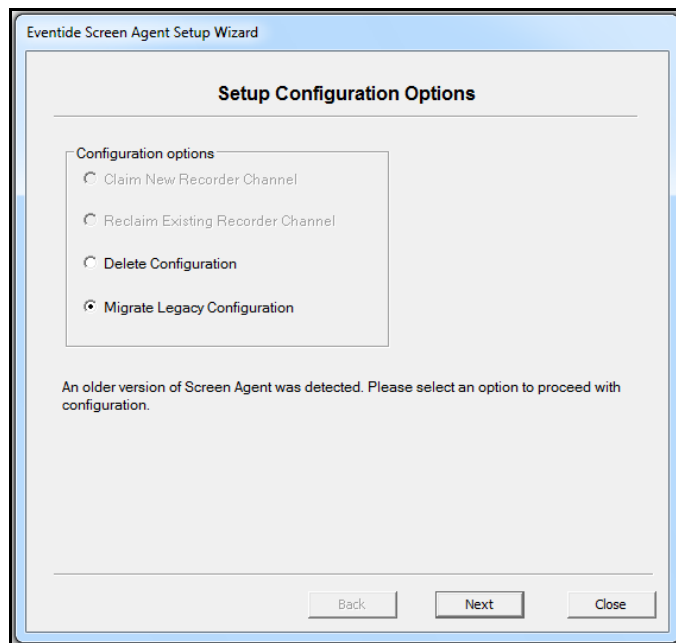 Eventide Screen Agent Setup Wizard
Setup Configuration Options
Configuration options
Claim New Recorder Channel
Reclaim Existing Recorder Channel
Delete Configuration
Migrate Legacy Configuration
An older version of Screen Agent was detected. Please select an option to proceed with
configuration.
Back Next Close